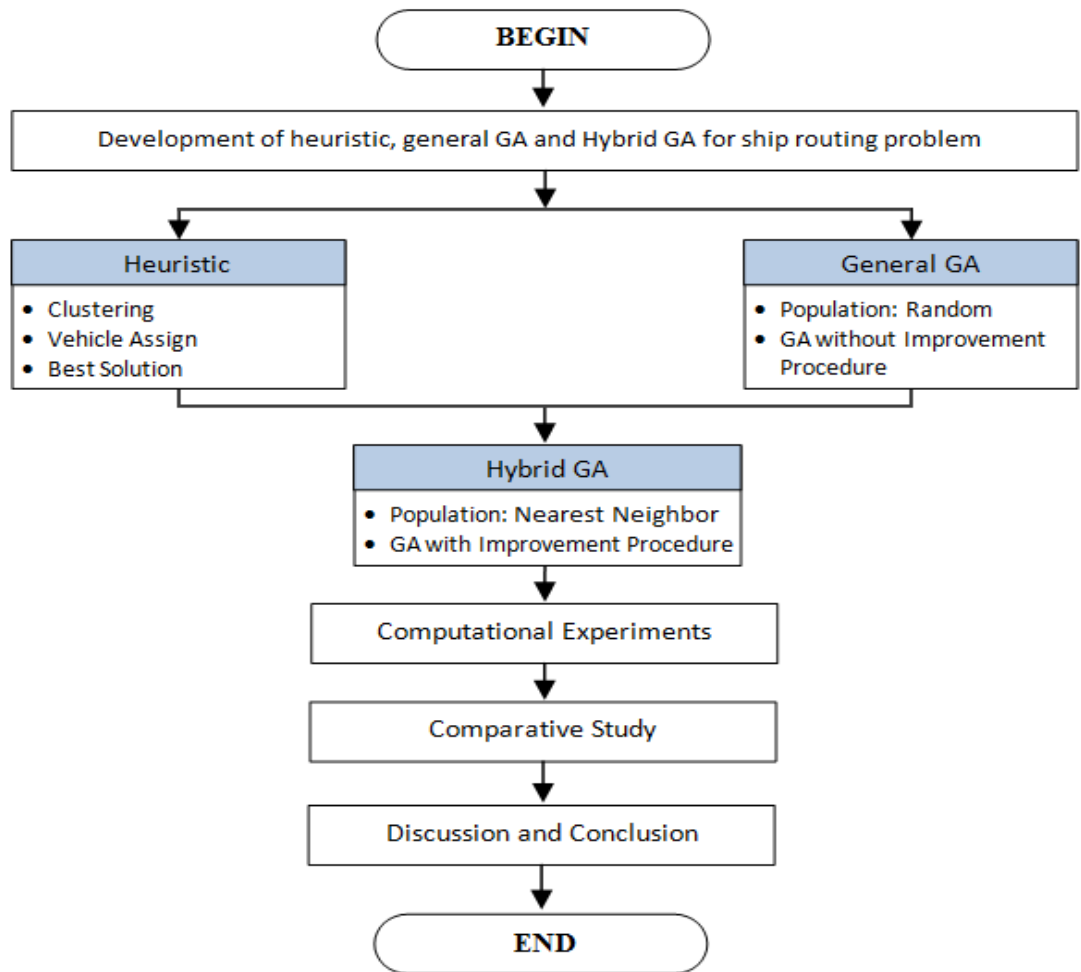 BEGIN
Development of heuristic, general GA and Hybrid GA for ship routing problem
Heuristic
• Clustering
• Vehicle Assign
• Best Solution
General GA
• Population: Random
• GA without Improvement
Procedure
Hybrid GA
• Population: Nearest Neighbor
• GA with Improvement Procedure
Computational Experiments
Comparative Study
Discussion and Conclusion
END